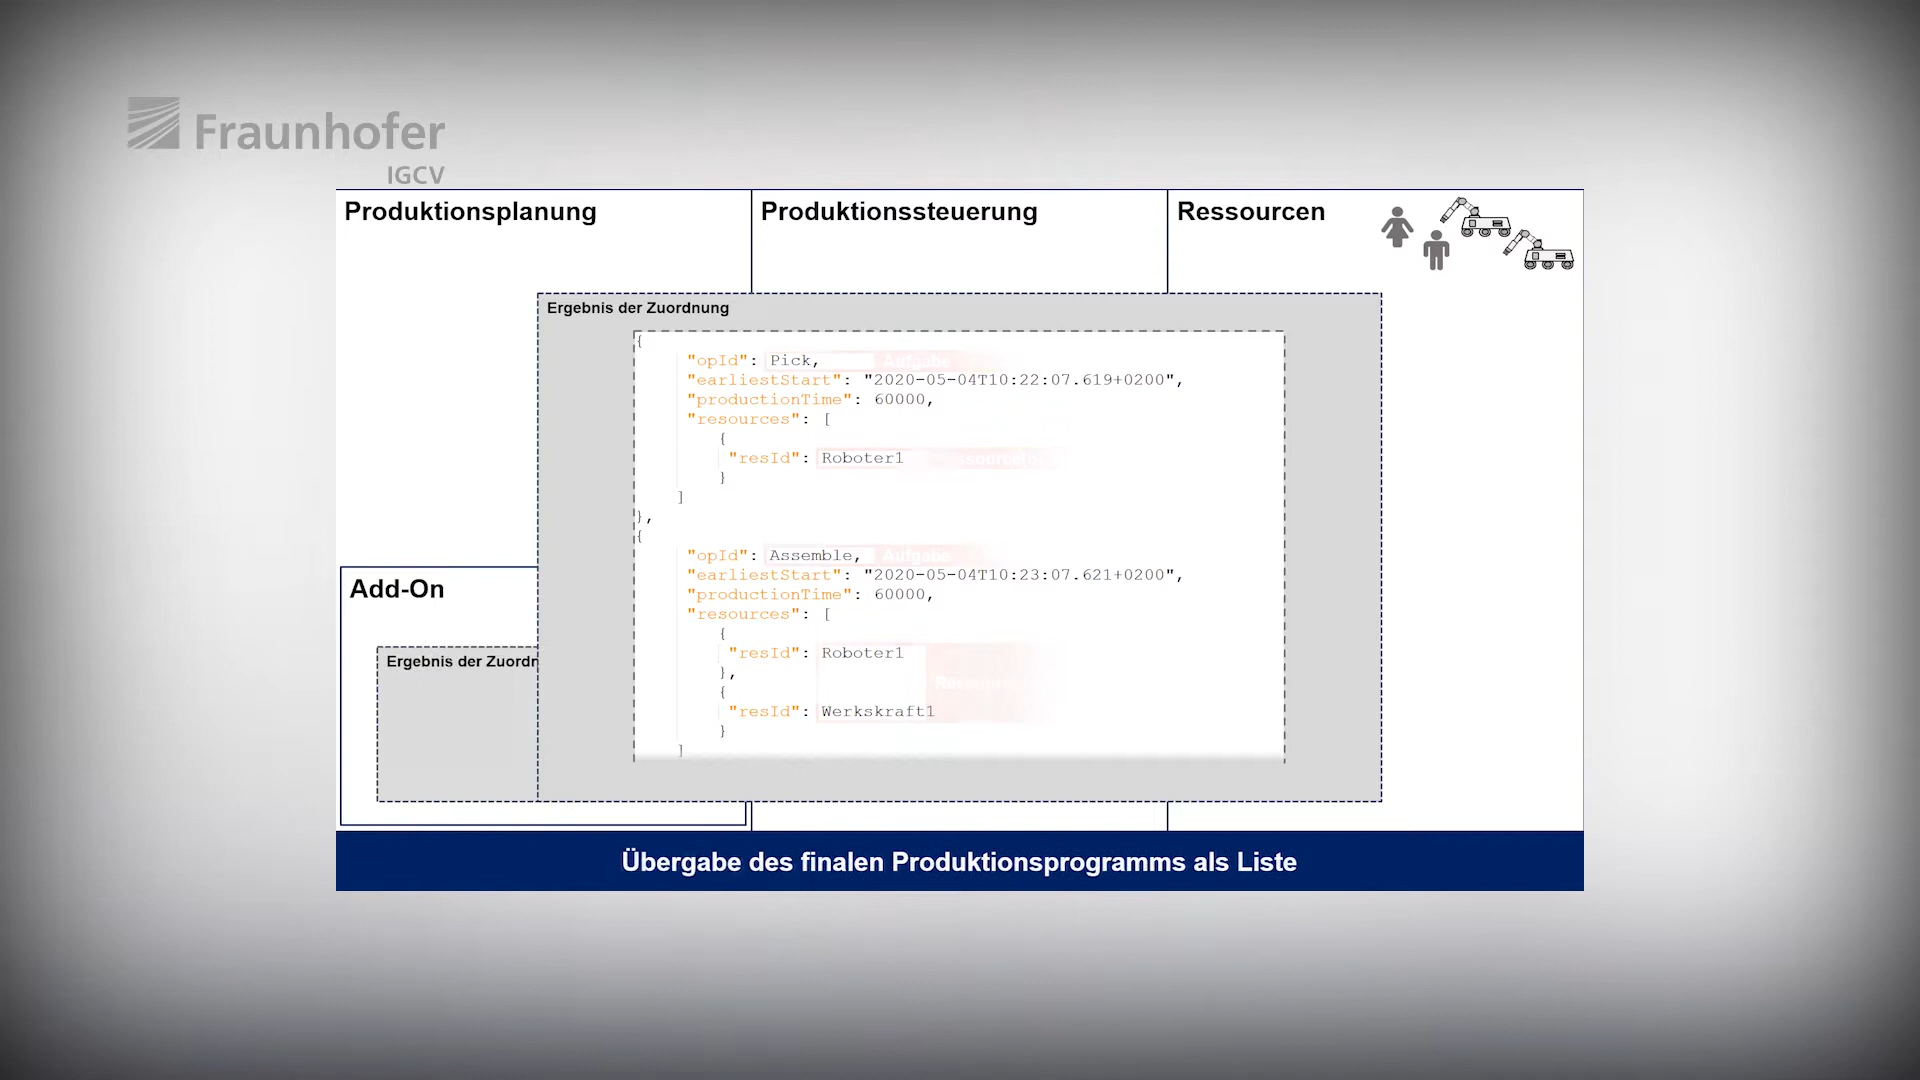 Fraunhofer
IGCV
Produktionsplanung
Produktionssteuerung
Ressourcen
Ergebnis der Zuordnung
{
"opId": Pick,
Aufgabe
"earliestStart": "2020-05-04T10:22:07.619+0200",
"productionTime": 60000,
"resources": [
{
"resId": Roboter1
}
]
},
{
"opId": Assemble,
Aufgabe
"earliestStart": "2020-05-04T10:23:07.621+0200",
"productionTime": 60000,
"resources": [
{
"resId": Roboter1
},
{
"resId": Werkskraft1
}
]
Add-On
Ergebnis der Zuordn
Übergabe des finalen Produktionsprogramms als Liste